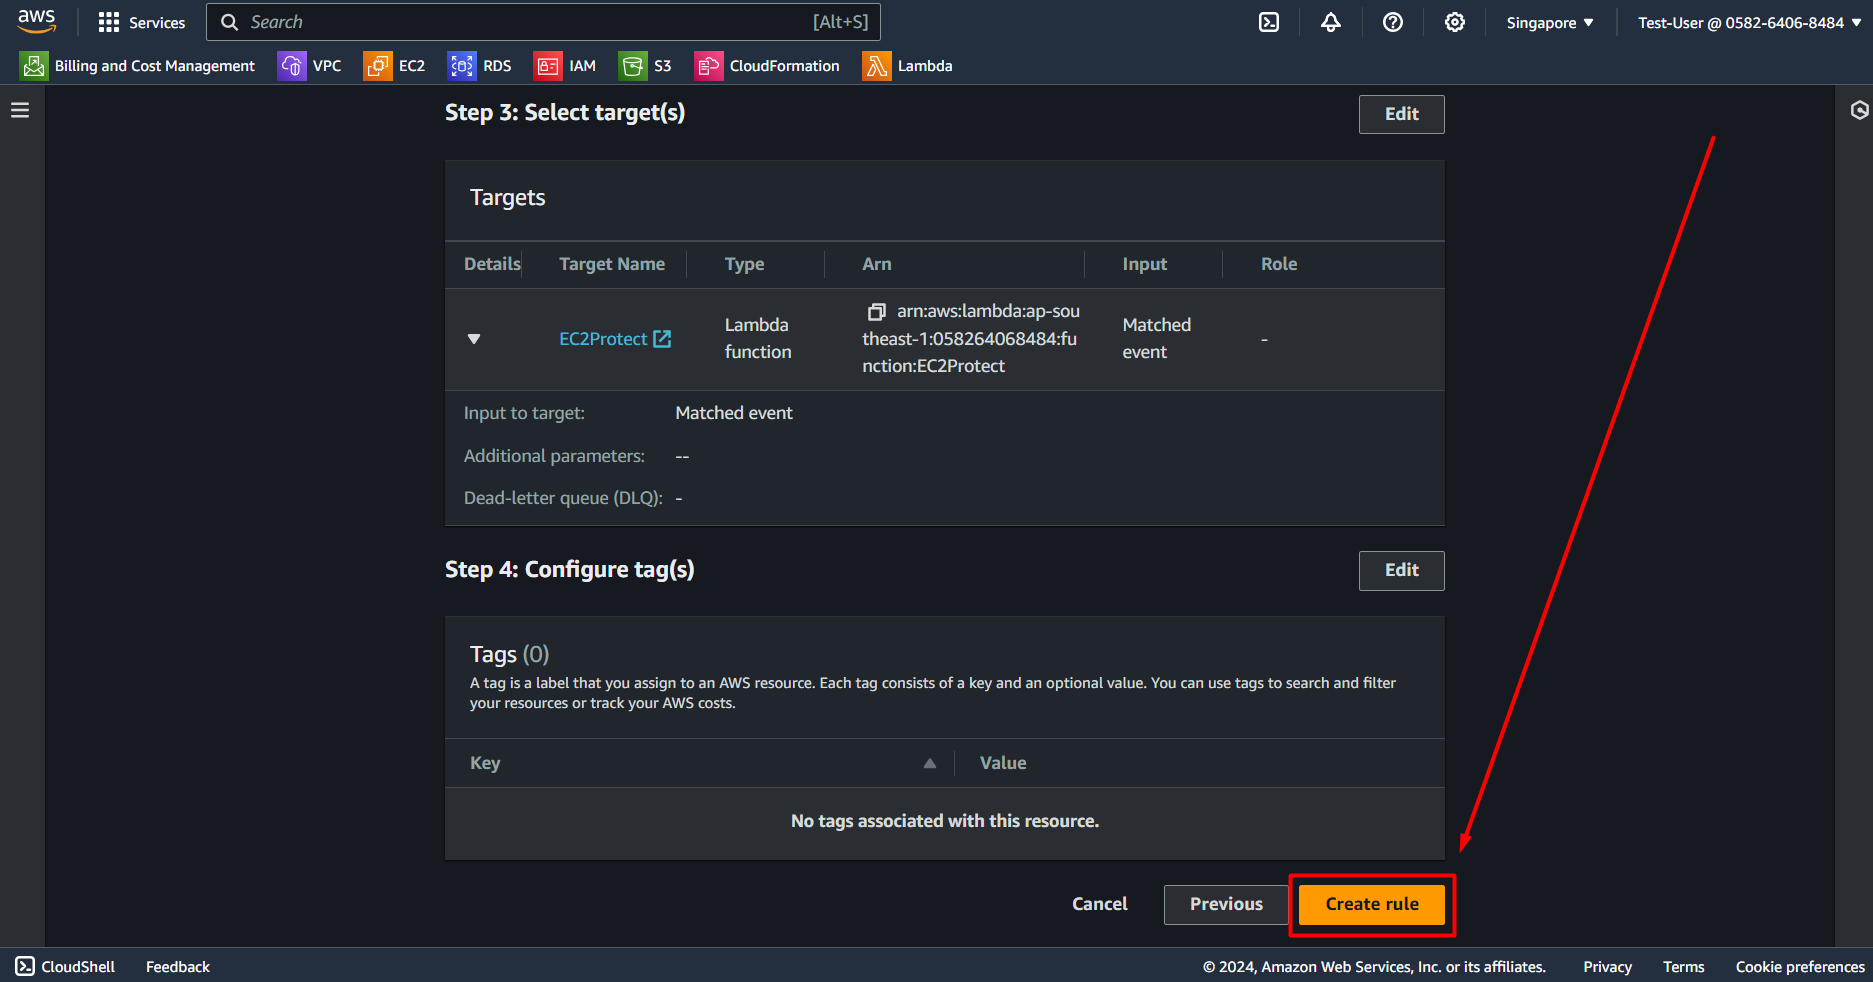 aws
Services
Search
[Alt+S]
Singapore
Test-User @ 0582-6406-8484
Billing and Cost Management
VPC
EC2
RDS
IAM
S3
CloudFormation
Lambda
Step 3: Select target(s)
Edit
Targets
Details
Target Name
Type
Arn
Input
Role
EC2Protect
Lambda
function
arn:aws:lambda:ap-sou
theast-1:058264068484:fu
nction:EC2Protect
Matched
event
-
Input to target:
Matched event
Additional parameters:
--
Dead-letter queue (DLQ):
-
Step 4: Configure tag(s)
Edit
Tags (0)
A tag is a label that you assign to an AWS resource. Each tag consists of a key and an optional value. You can use tags to search and filter
your resources or track your AWS costs.
Key
Value
No tags associated with this resource.
Cancel
Previous
Create rule
CloudShell
Feedback
© 2024, Amazon Web Services, Inc. or its affiliates.
Privacy
Terms
Cookie preferences